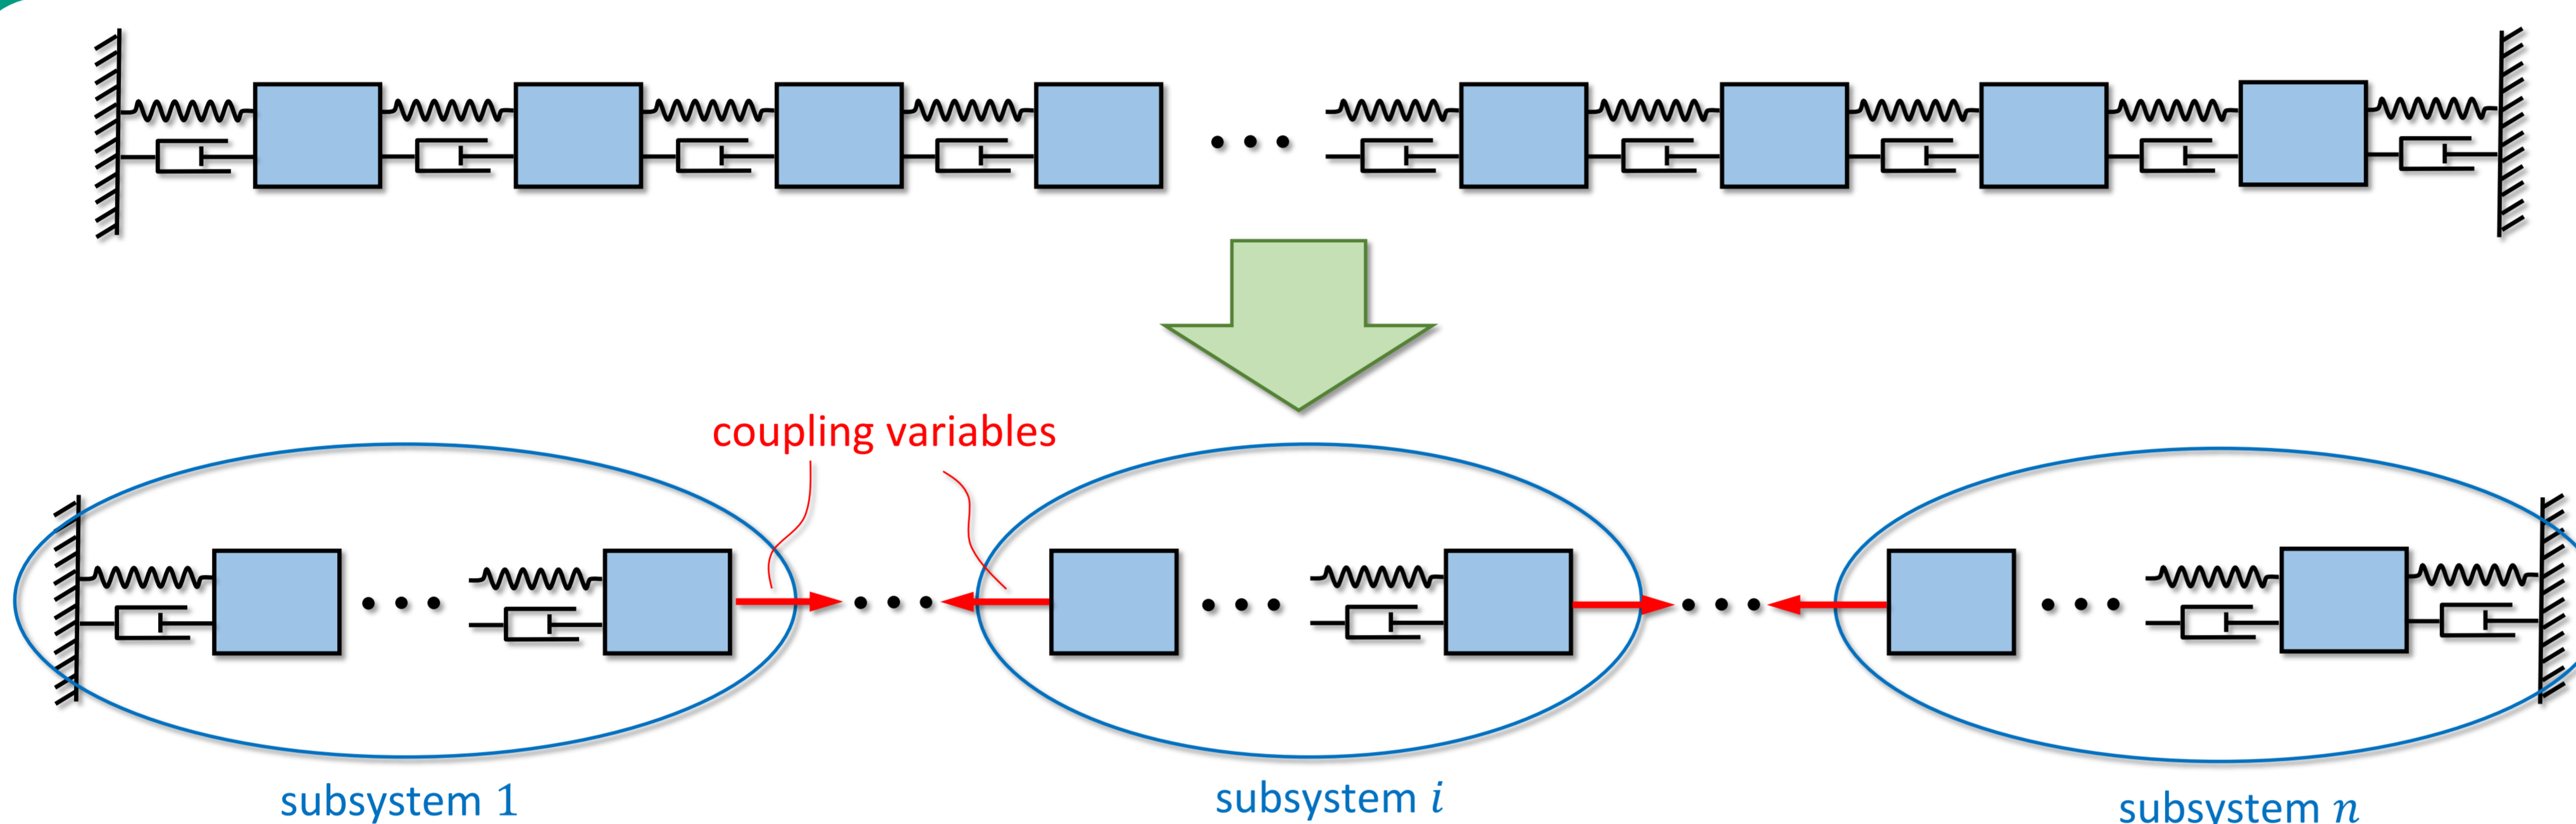 coupling variables
subsystem 1
subsystem i
subsystem n